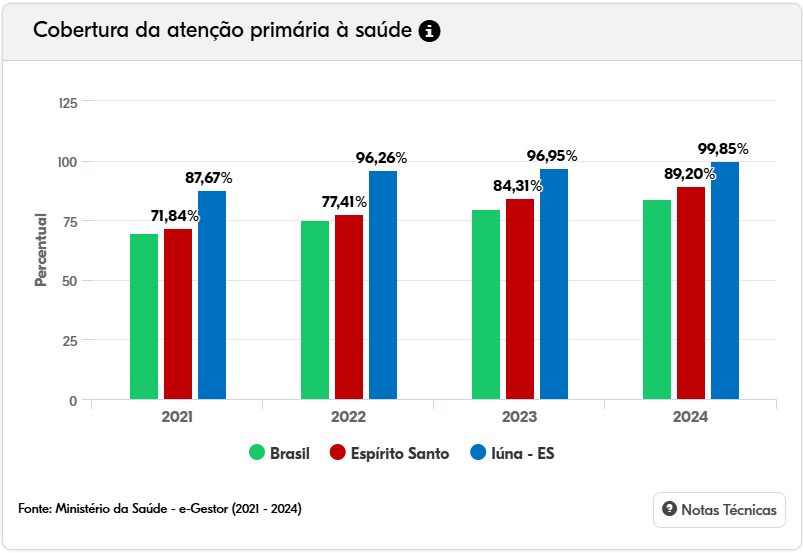 Cobertura da atenção primária à saúde
125
100
75
50
25
0
Percentual
71,84%
87,67%
77,41%
96,26%
84,31%
96,95%
89,20%
99,85%
2021
2022
2023
2024
Brasil
Espírito Santo
Iúna - ES
Fonte: Ministério da Saúde - e-Gestor (2021 - 2024)
Notas Técnicas